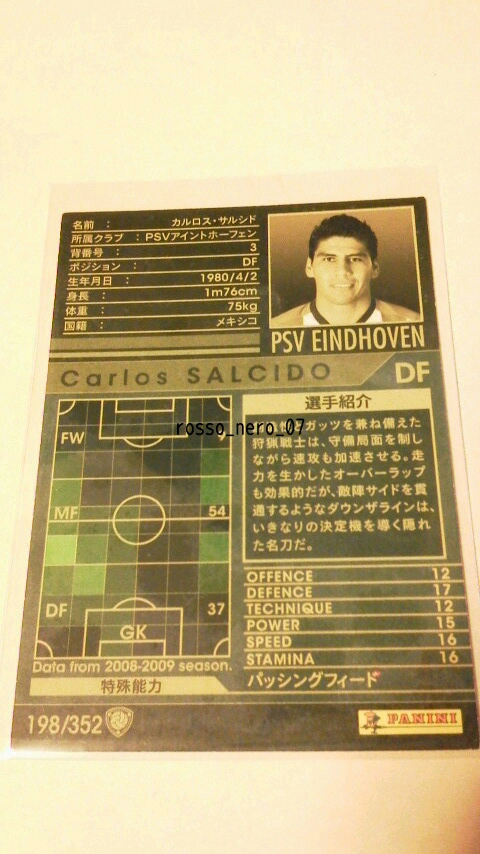 名前 : カルロス・サルシド
所属クラブ : PSVアイントホーフェン
背番号 : 3
ポジション : DF
生年月日 : 1980/4/2
身長 : 1m76cm
体重 : 75kg
国籍 : メキシコ
PSV EINDHOVEN
Carlos SALCIDO
DF
選手紹介
rosso_nero_07
ガッツを兼ね備えた
狩猟戦士は、守備局面を制し
ながら速攻も加速させる。走
力を生かしたオーバーラップ
も効果的だが、敵陣サイドを貫
通するようなダウンザラインは、
いきなりの決定機を導く隠れ
た名刀だ。
FW
MF 54
DF 37
GK
Data from 2008-2009 season.
OFFENCE 12
DEFENCE 17
TECHNIQUE 12
POWER 15
SPEED 16
STAMINA 16
特殊能力
パッシングフィード
198/352
PANINI